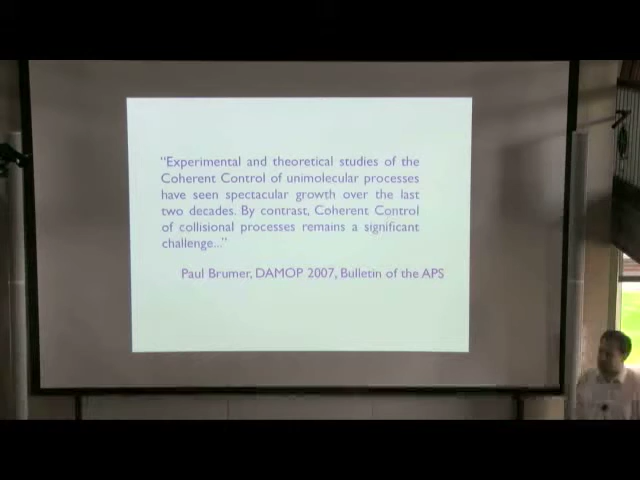 "Experimental and theoretical studies of the
Coherent Control of unimolecular processes
have seen spectacular growth over the last
two decades. By contrast, Coherent Control
of collisional processes remains a significant
challenge..."
Paul Brumer, DAMOP 2007, Bulletin of the APS